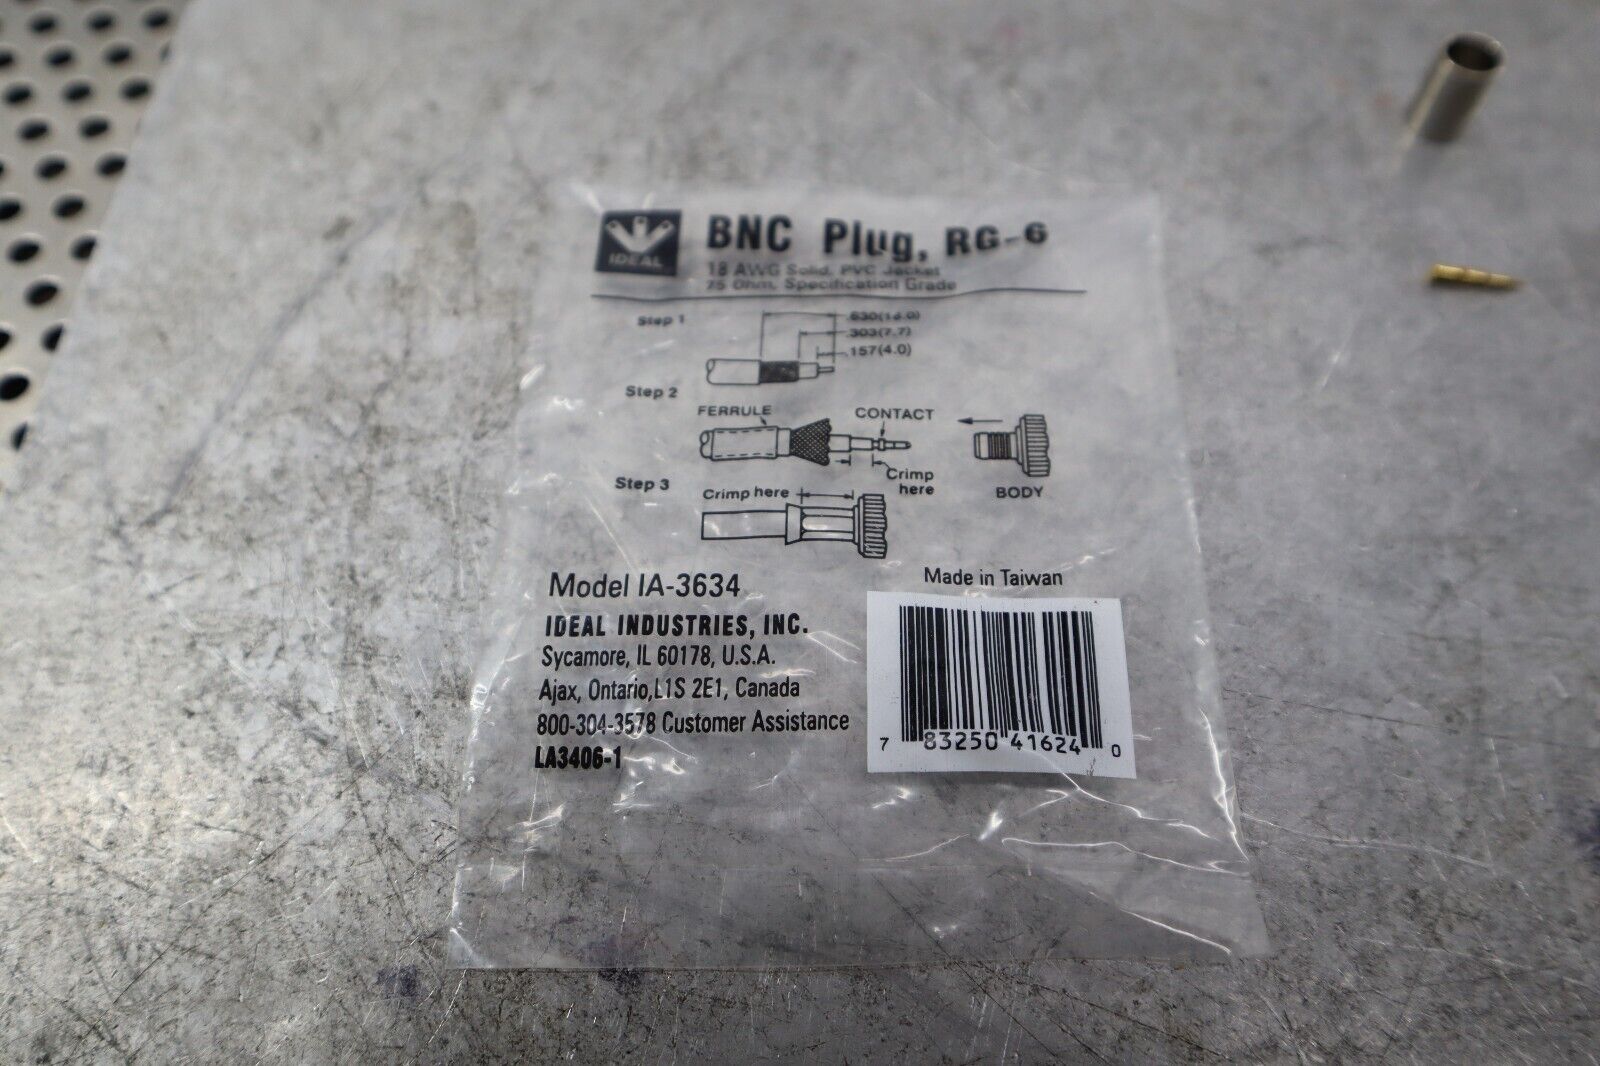 IDEAL
BNC Plug, RG-6
18 AWG Solid, PVC Jacket
75 Ohm, Specification Grade
Step 1
.303(7.7)
.157(4.0)
Step 2
FERRULE
CONTACT
Crimp
here
BODY
Step 3
Crimp here
Model IA-3634
Made in Taiwan
IDEAL INDUSTRIES, INC.
Sycamore, IL 60178, U.S.A.
Ajax, Ontario,L1S 2E1, Canada
800-304-3578 Customer Assistance
LA3406-1
7 83250 41624 0